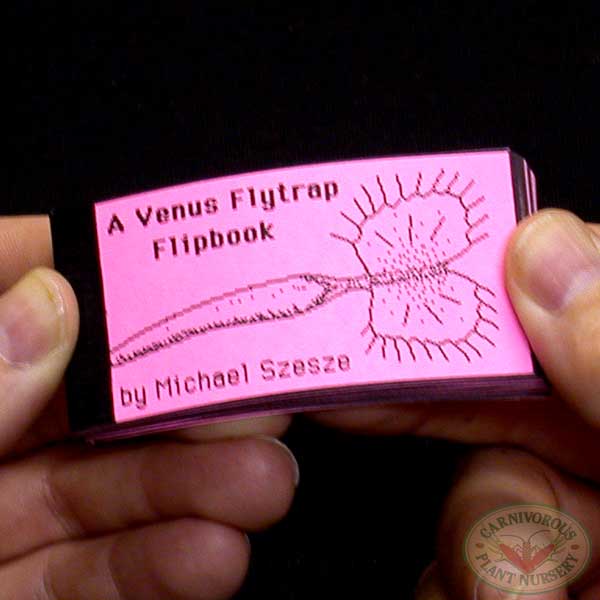 A Venus Flytrap
Flipbook
by Michael Szesze
CARNIVOROUS
PLANT NURSERY